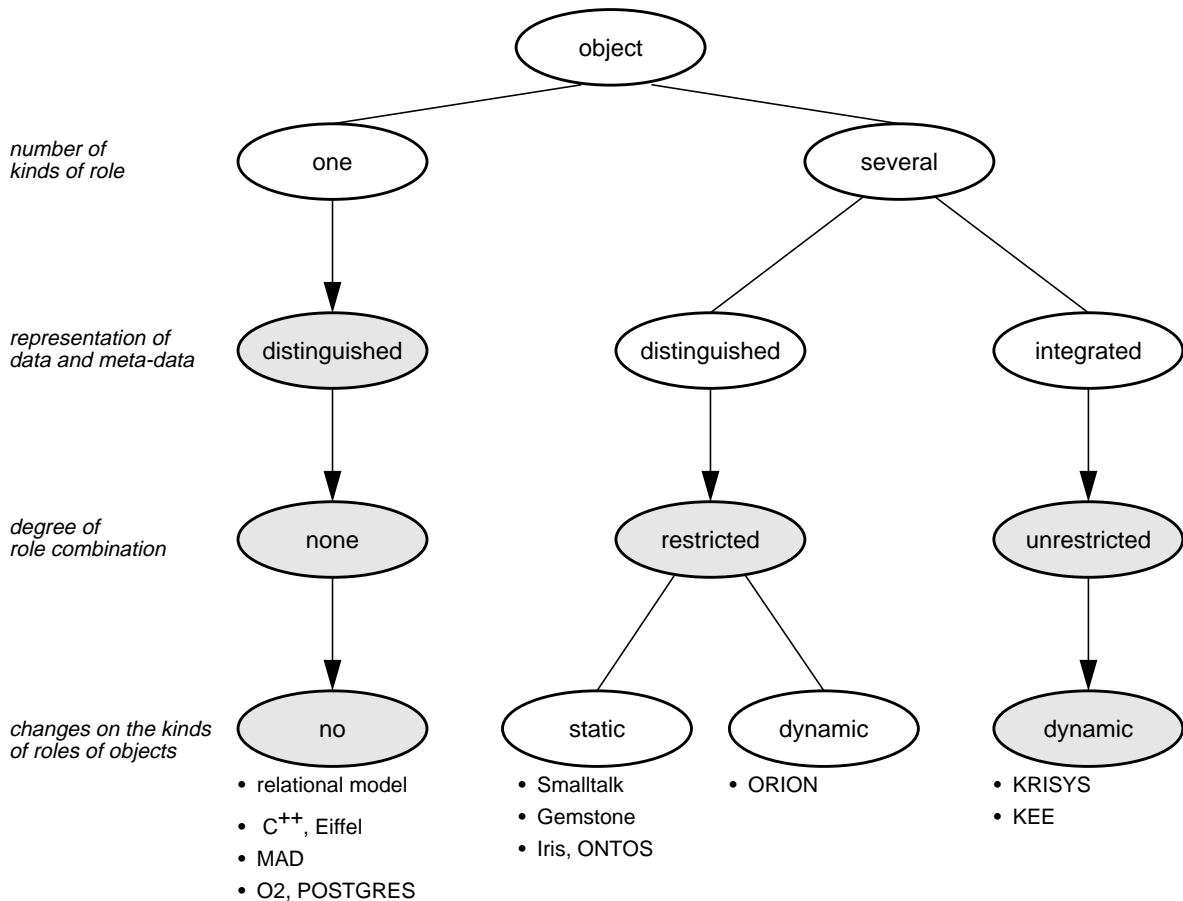 object
number of
kinds of role
one
several
representation of
data and meta-data
distinguished
distinguished
integrated
degree of
role combination
none
restricted
unrestricted
changes on the kinds
of roles of objects
no
static
dynamic
dynamic
• relational model
• C++, Eiffel
• MAD
• O2, POSTGRES
• Smalltalk
• Gemstone
• Iris, ONTOS
• ORION
• KRISYS
• KEE